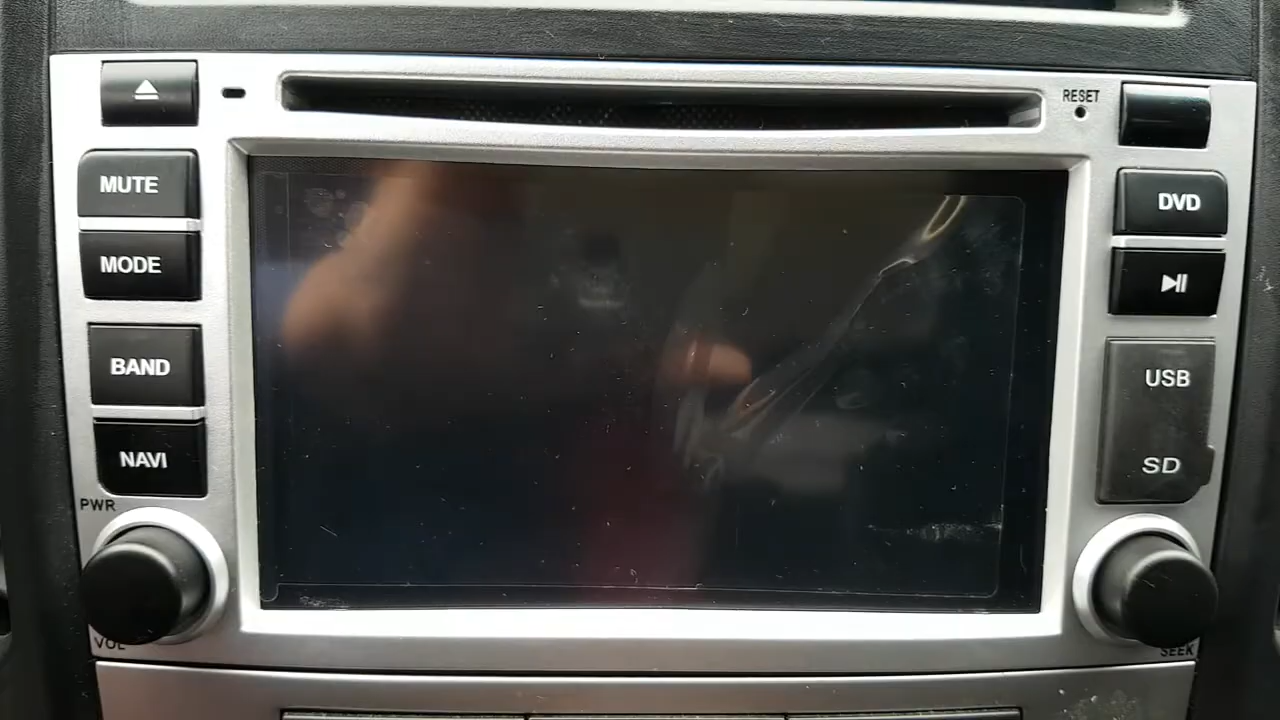 RESET
MUTE
DVD
MODE
BAND
USB
NAVI
SD
PWR
VOL
SEEK